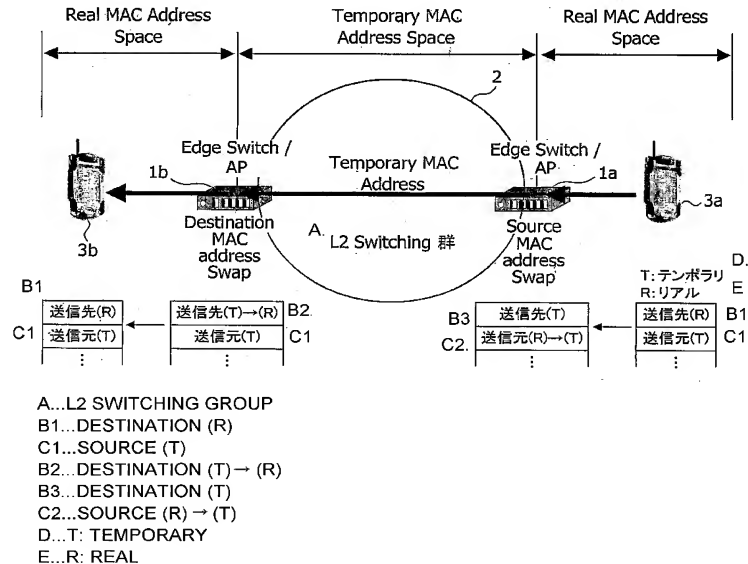 Real MAC Address
Space
Temporary MAC
Address Space
Real MAC Address
Space
2
Edge Switch /
AP
1b
Temporary MAC
Address
Edge Switch /
AP
1a
3b
3a
Destination
MAC
address
Swap
A. L2 Switching 群
Source
MAC
address
Swap
D.
T:テンポラリ
R:リアル E
B1
送信先(R)
C1 送信元(T)
⋮
送信先(T)→(R) B2.
送信元(T) C1
⋮
B3 送信先(T)
C2. 送信元(R)→(T)
⋮
送信先(R) B1
送信元(T) C1
⋮
A...L2 SWITCHING GROUP
B1...DESTINATION (R)
C1...SOURCE (T)
B2...DESTINATION (T)→ (R)
B3...DESTINATION (T)
C2...SOURCE (R) → (T)
D...T: TEMPORARY
E...R: REAL